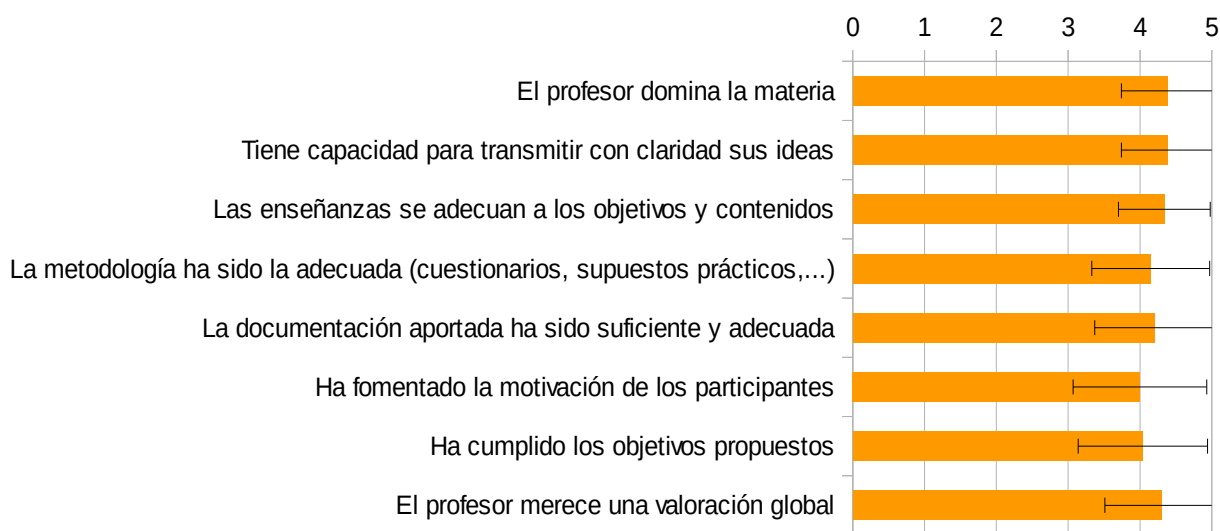 0 1 2 3 4 5
El profesor domina la materia
Tiene capacidad para transmitir con claridad sus ideas
Las enseñanzas se adecuan a los objetivos y contenidos
La metodología ha sido la adecuada (cuestionarios, supuestos prácticos,...)
La documentación aportada ha sido suficiente y adecuada
Ha fomentado la motivación de los participantes
Ha cumplido los objetivos propuestos
El profesor merece una valoración global